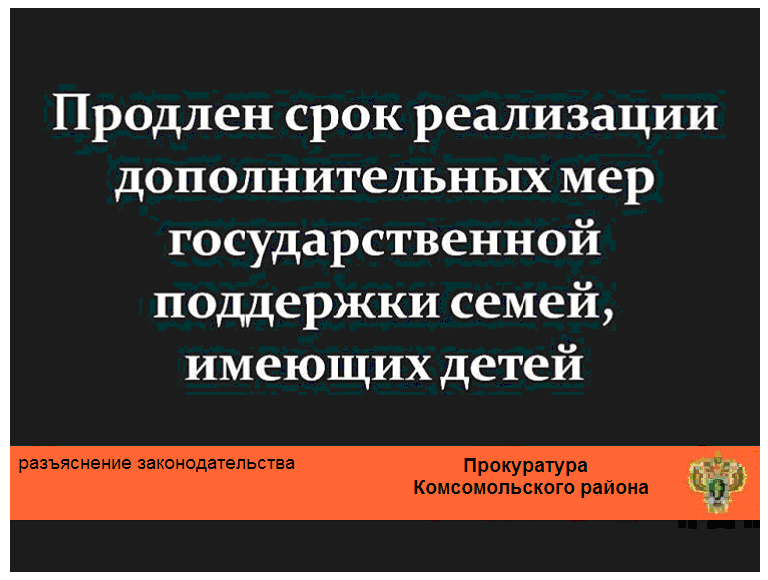 Продлен срок реализации
дополнительных мер
государственной
поддержки семей,
имеющих детей
разъяснение законодательства
Прокуратура
Комсомольского района